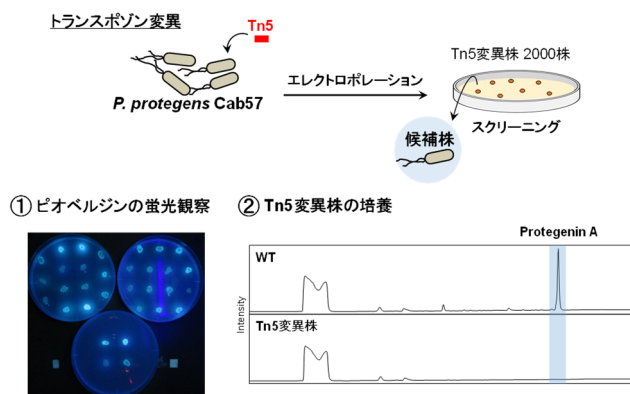 トランスポゾン変異
Tn5
P. protegens Cab57
エレクトロポレーション
Tn5変異株 2000株
スクリーニング
候補株
① ピオベルジンの蛍光観察
② Tn5変異株の培養
Protegenin A
WT
Tn5変異株
Intensity